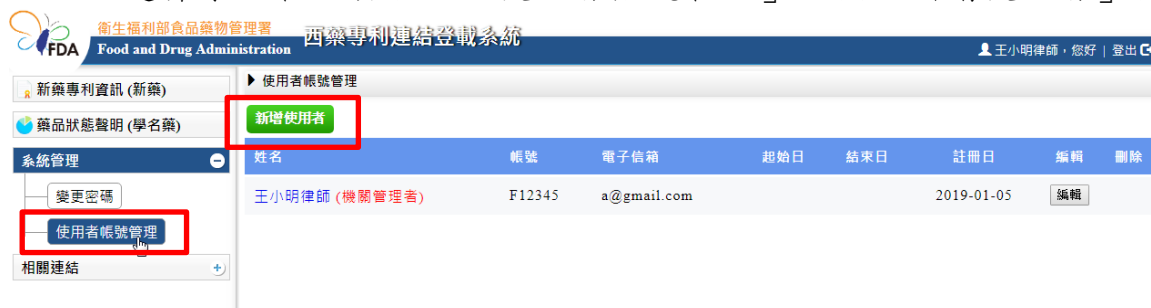 衛生福利部食品藥物管理署
FDA
Food and Drug Administration
西藥專利連結登載系統
王小明律師，您好 | 登出
新藥專利資訊 (新藥)
藥品狀態聲明 (學名藥)
系統管理
變更密碼
使用者帳號管理
相關連結
使用者帳號管理
新增使用者
姓名 帳號 電子信箱 起始日 結束日 註冊日 編輯 刪除
王小明律師 (機關管理者) F12345 a@gmail.com 2019-01-05 編輯